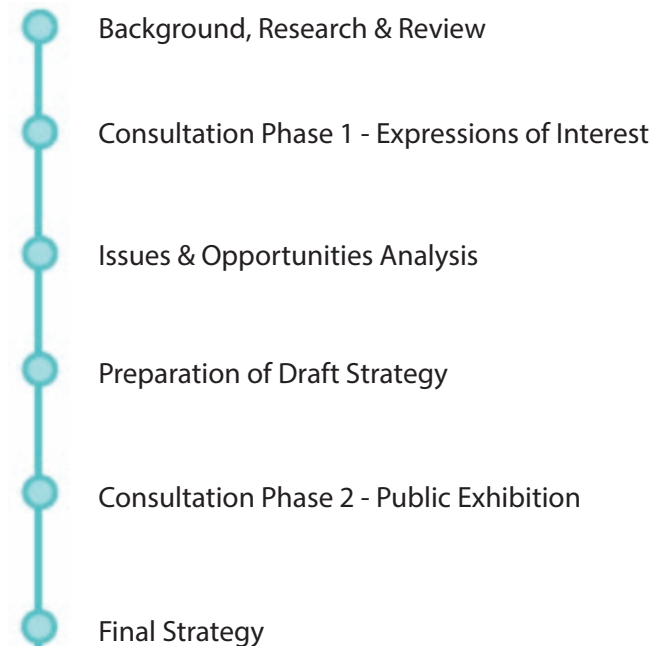 Background, Research & Review
Consultation Phase 1 - Expressions of Interest
Issues & Opportunities Analysis
Preparation of Draft Strategy
Consultation Phase 2 - Public Exhibition
Final Strategy